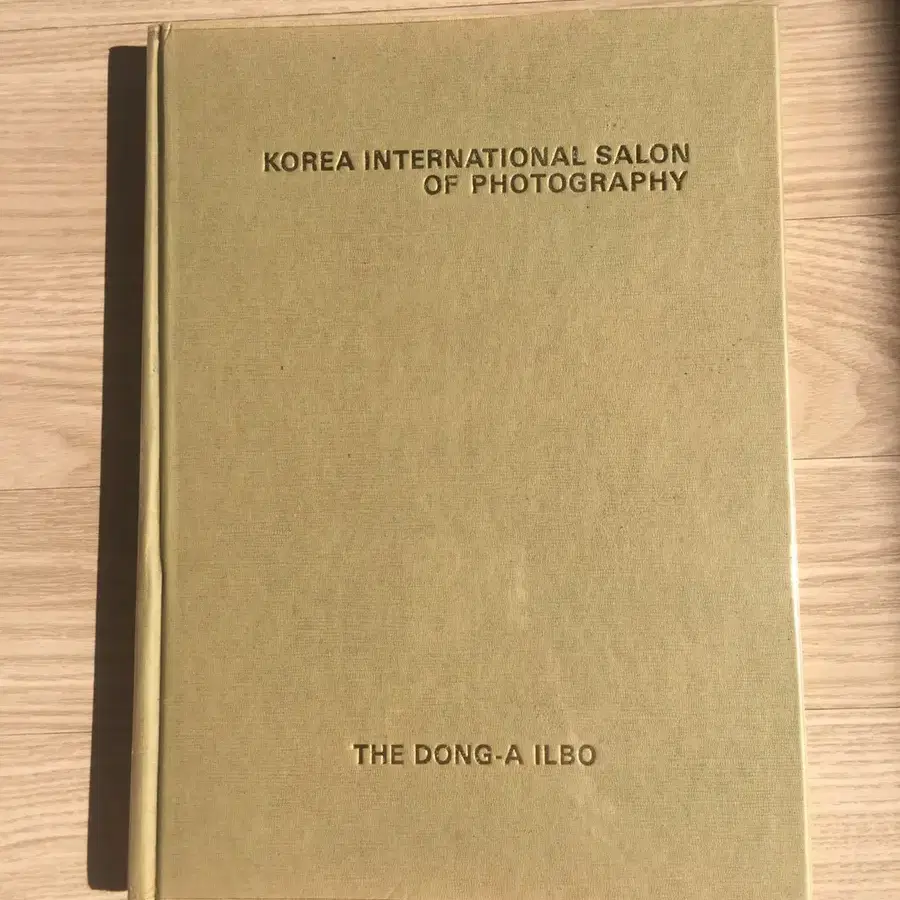 KOREA INTERNATIONAL SALON
OF PHOTOGRAPHY
THE DONG-A ILBO